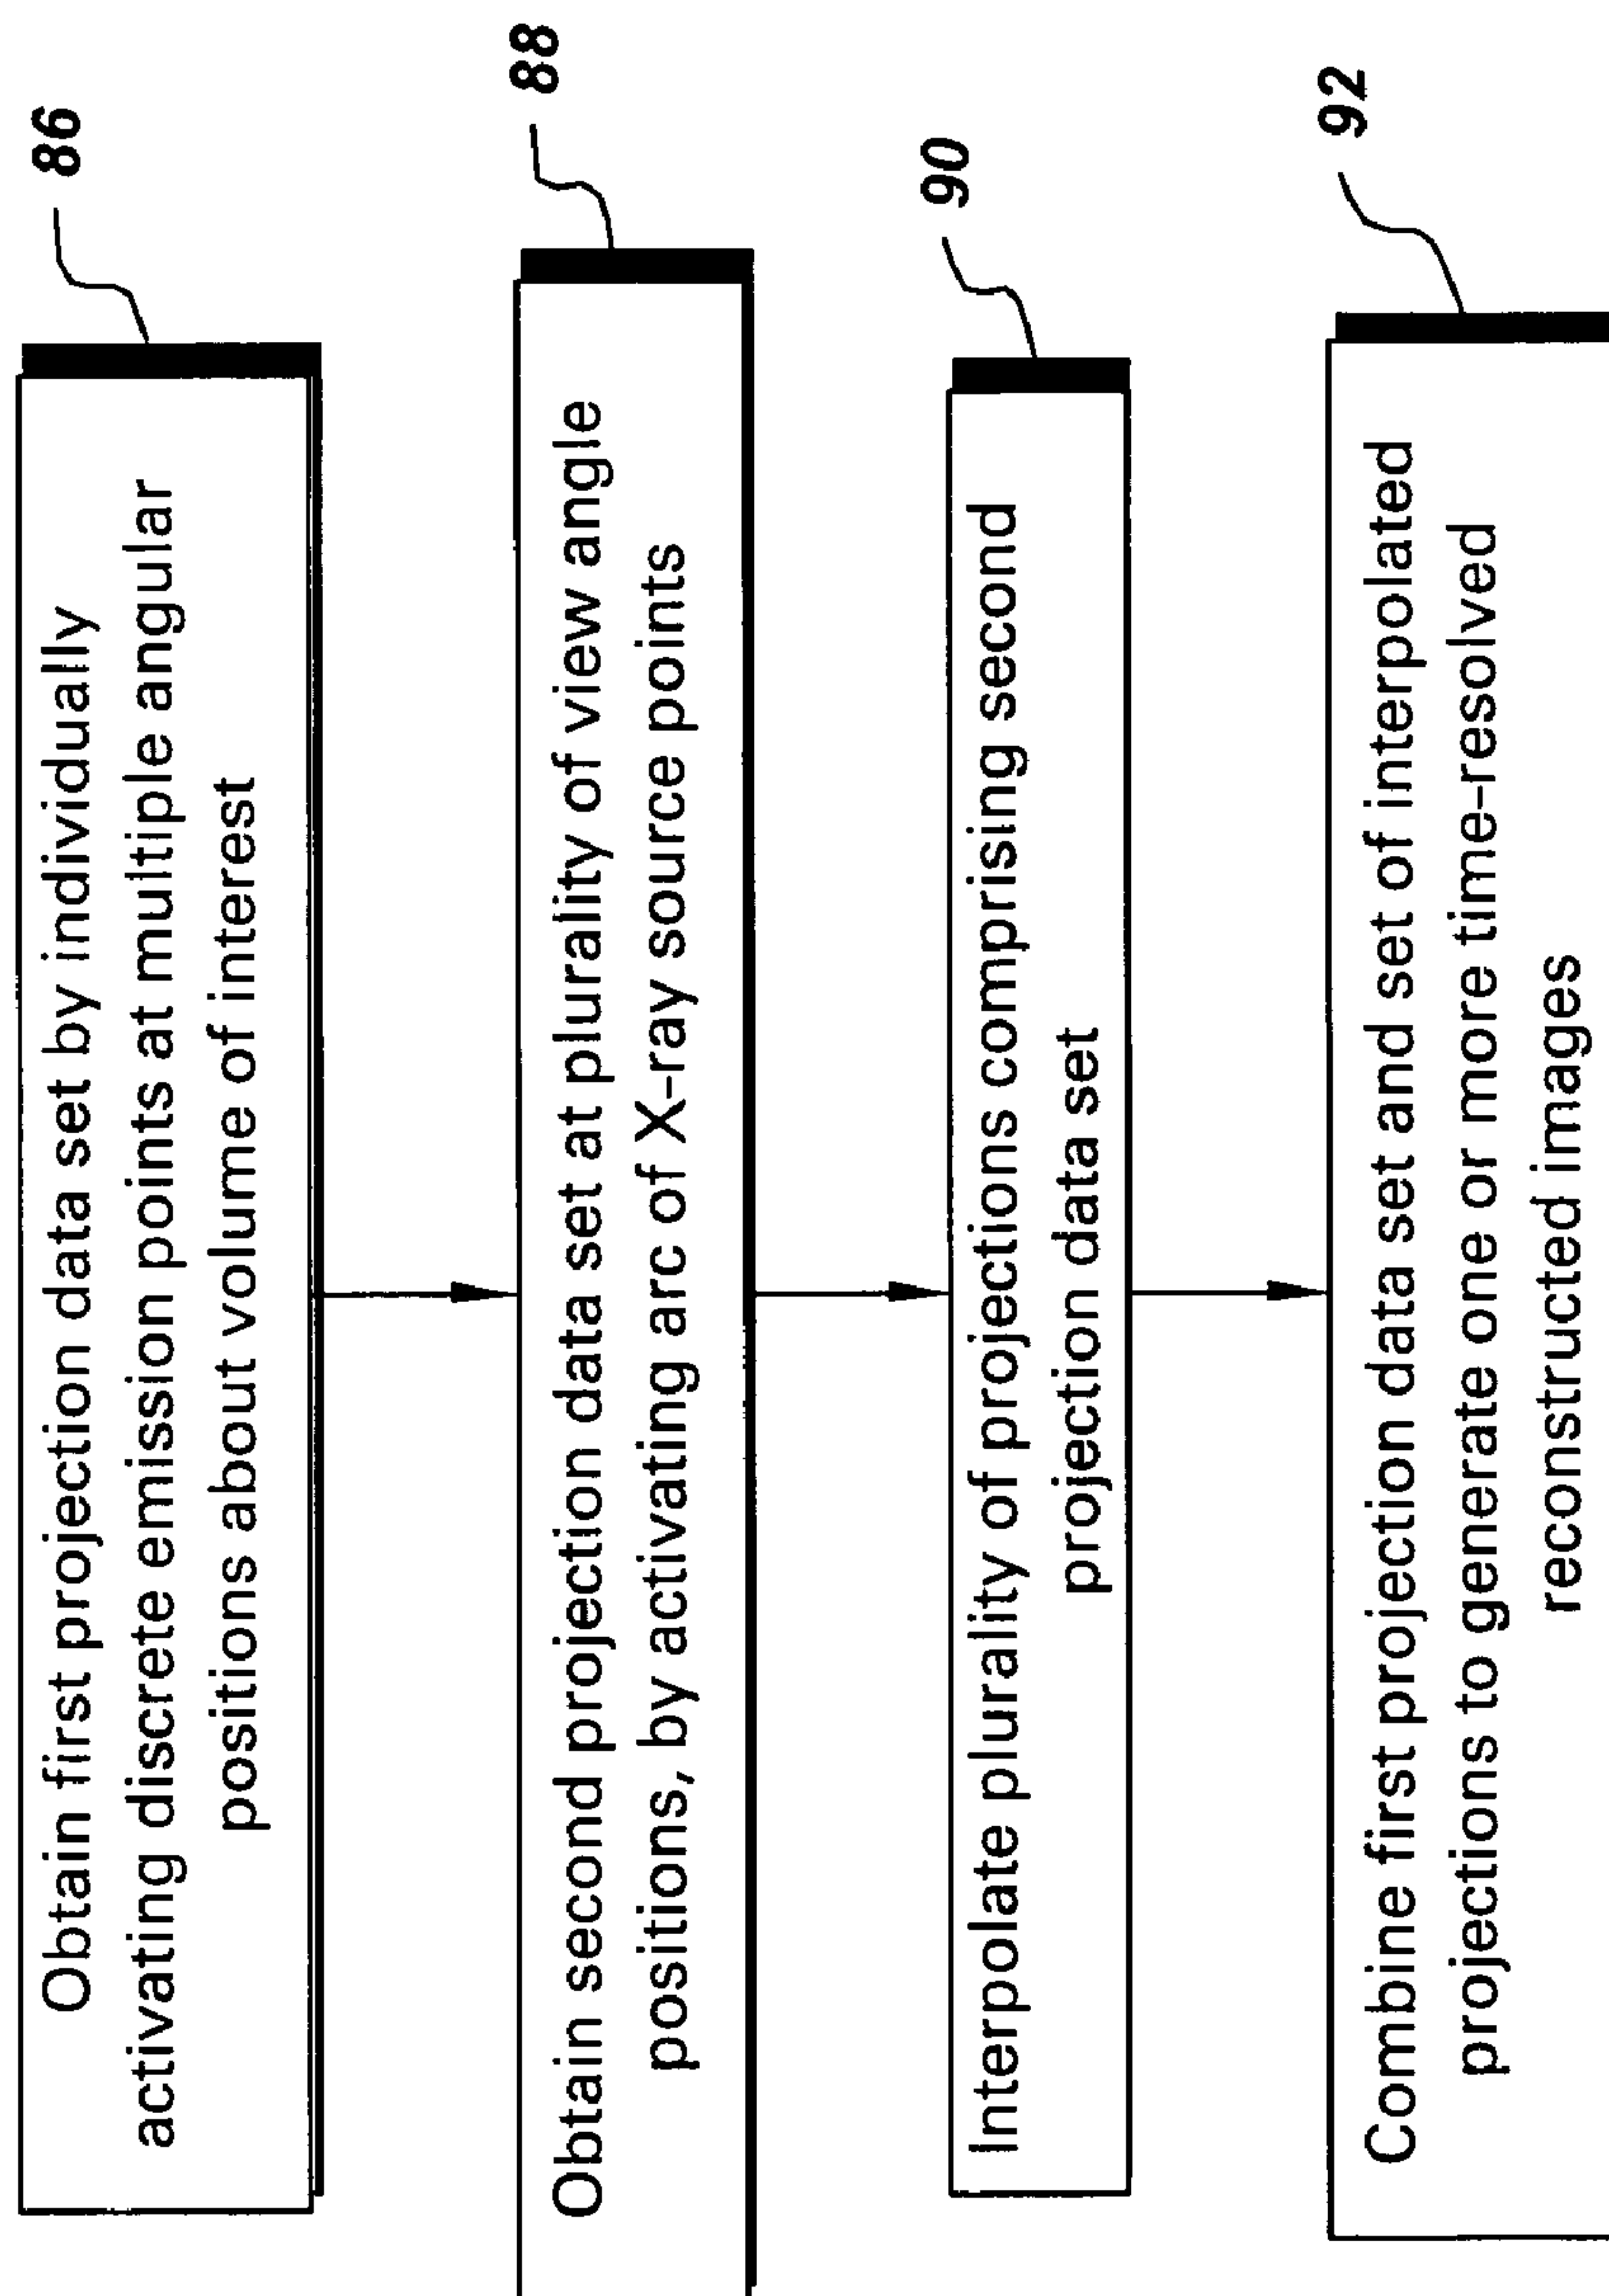 86
Obtain first projection data set by individually
activating discrete emission points at multiple angular
positions about volume of interest
88
Obtain second projection data set at plurality of view angle
positions, by activating arc of X-ray source points
90
Interpolate plurality of projections comprising second
projection data set
92
Combine first projection data set and set of interpolated
projections to generate one or more time-resolved
reconstructed images